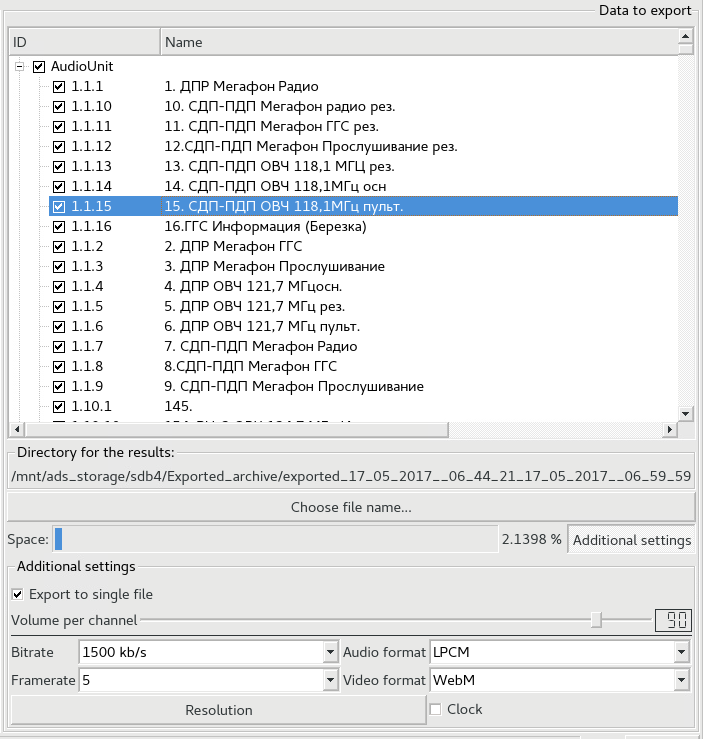 Data to export
ID Name
AudioUnit
1.1.1 1. ДПР Мегафон Радио
1.1.10 10. СДП-ПДП Мегафон радио рез.
1.1.11 11. СДП-ПДП Мегафон ГГС рез.
1.1.12 12.СДП-ПДП Мегафон Прослушивание рез.
1.1.13 13. СДП-ПДП ОВЧ 118,1 МГЦ рез.
1.1.14 14. СДП-ПДП ОВЧ 118,1МГц осн
1.1.15 15. СДП-ПДП ОВЧ 118,1МГц пульт.
1.1.16 16.ГГС Информация (Березка)
1.1.2 2. ДПР Мегафон ГГС
1.1.3 3. ДПР Мегафон Прослушивание
1.1.4 4. ДПР ОВЧ 121,7 МГцосн.
1.1.5 5. ДПР ОВЧ 121,7 МГц рез.
1.1.6 6. ДПР ОВЧ 121,7 МГц пульт.
1.1.7 7. СДП-ПДП Мегафон Радио
1.1.8 8.СДП-ПДП Мегафон ГГС
1.1.9 9. СДП-ПДП Мегафон Прослушивание
1.10.1 145.
Directory for the results:
/mnt/ads_storage/sdb4/Exported_archive/exported_17_05_2017__06_44_21_17_05_2017__06_59_59
Choose file name...
Space: 2.1398 % Additional settings
Additional settings
Export to single file
Volume per channel 90
Bitrate 1500 kb/s Audio format LPCM
Framerate 5 Video format WebM
Resolution Clock